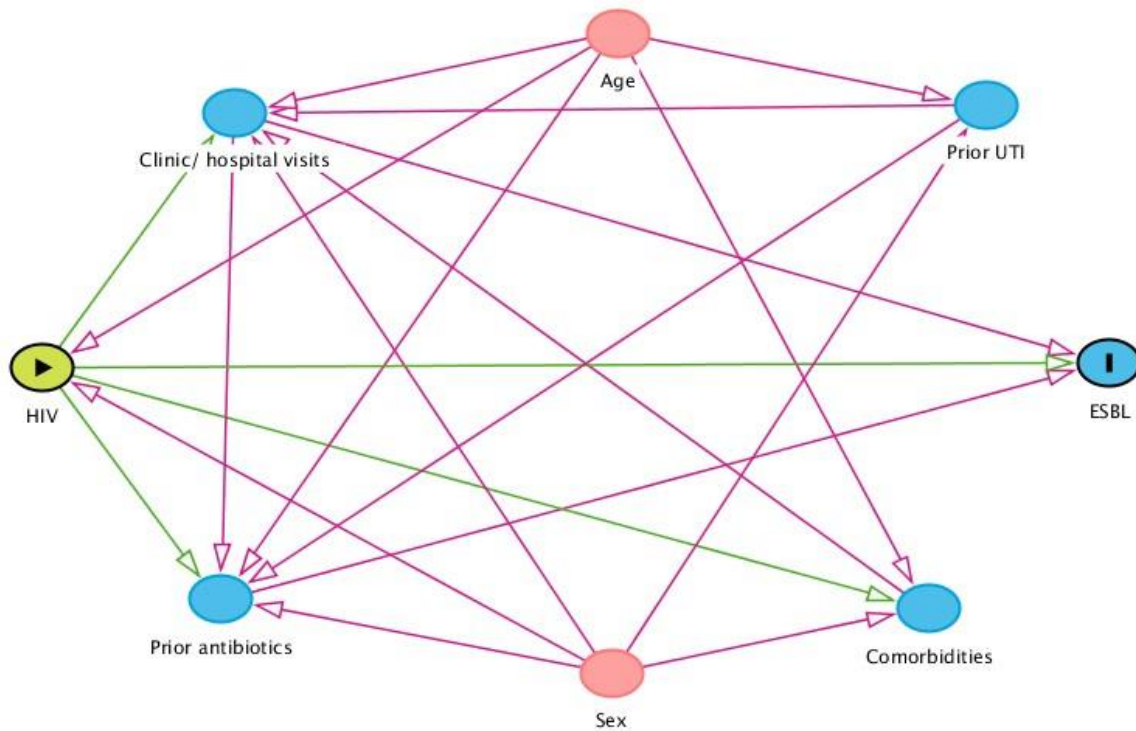 Age
Clinic/ hospital visits
Prior UTI
HIV
ESBL
Prior antibiotics
Comorbidities
Sex